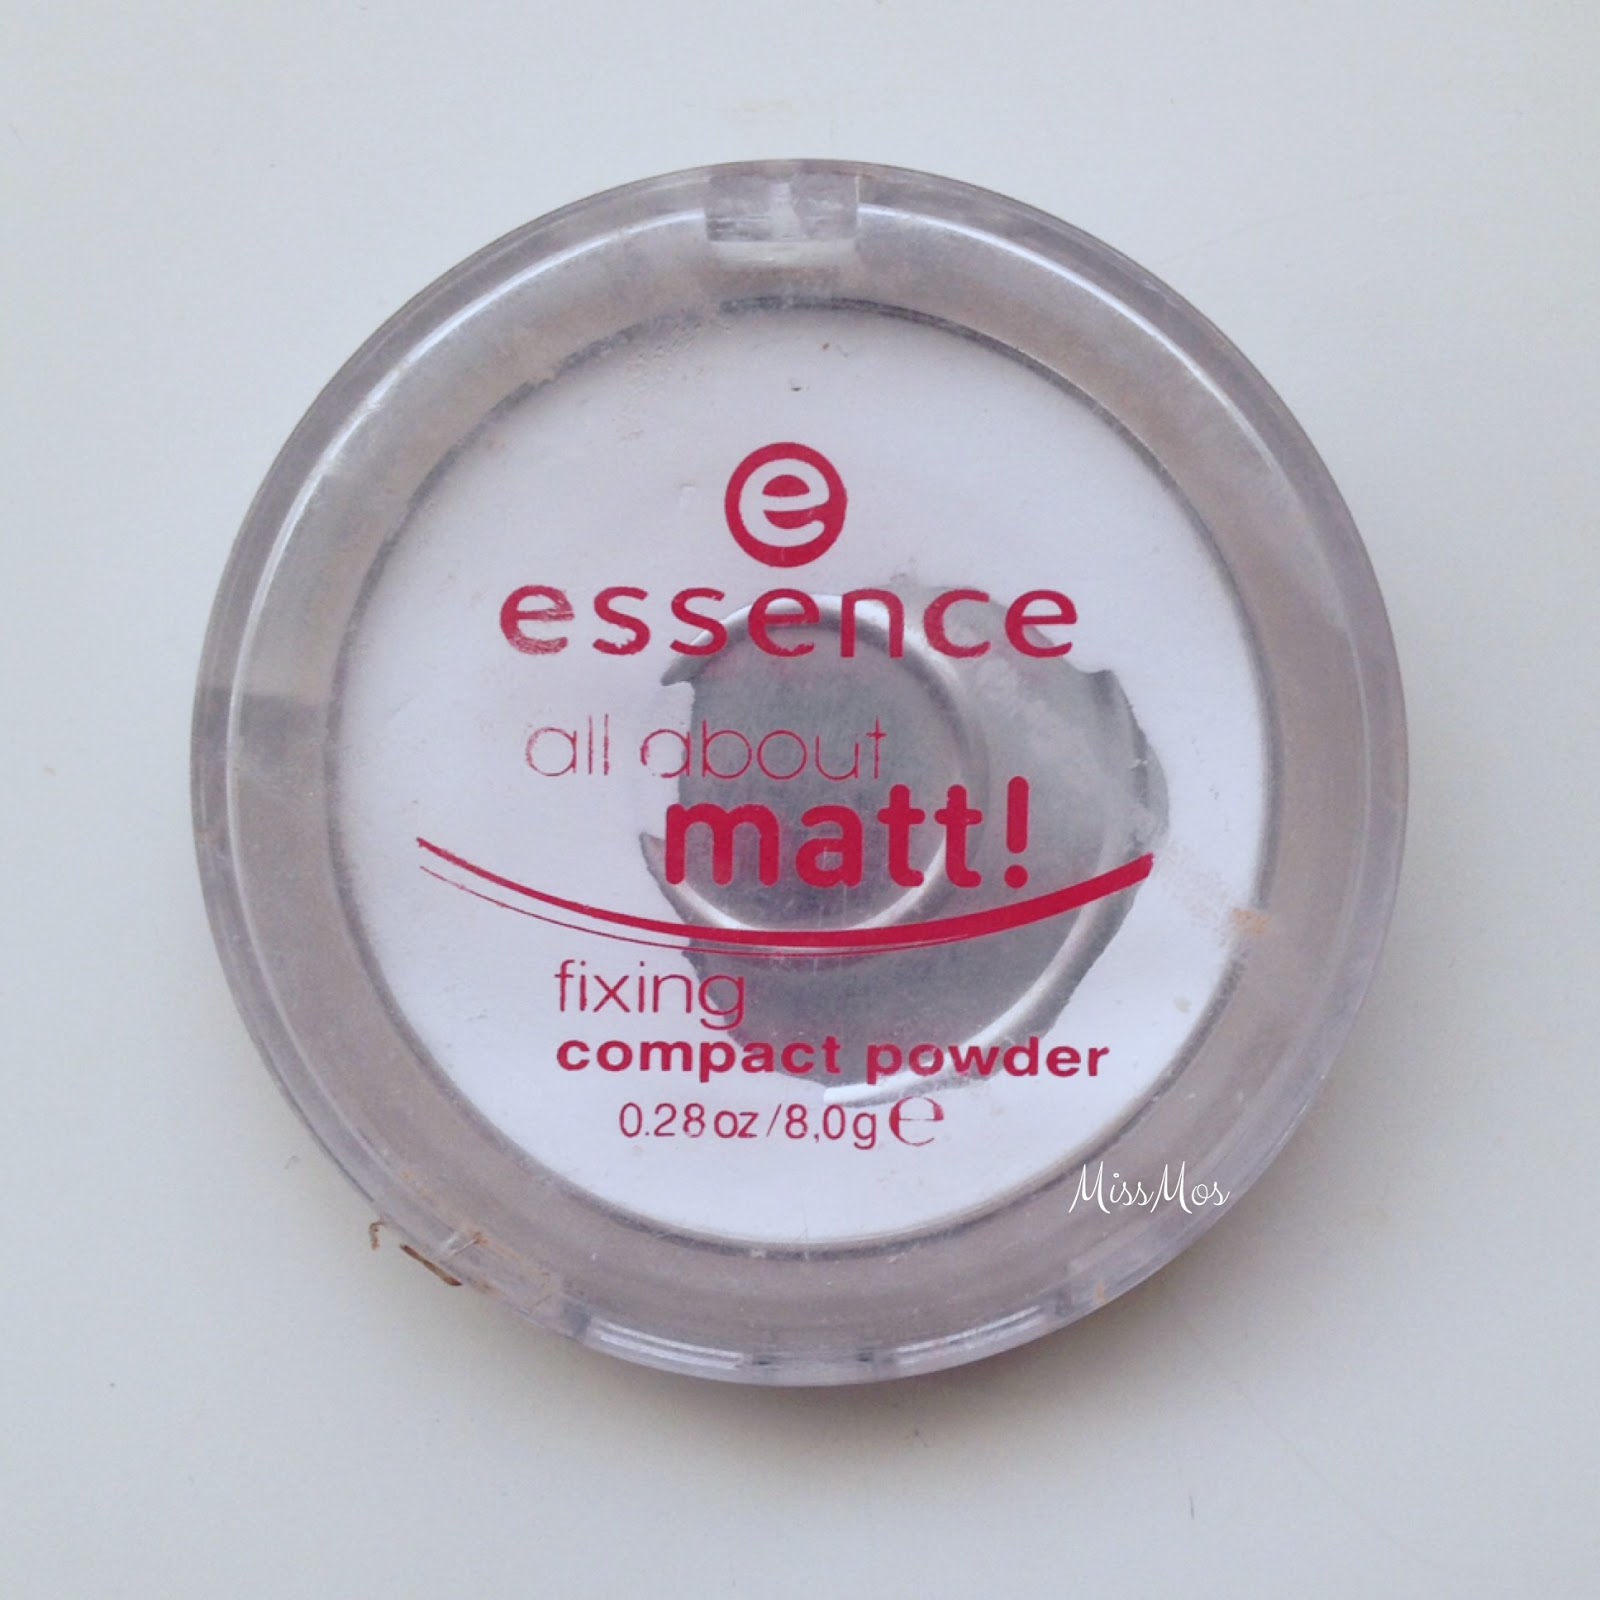 e
essence
all about
matt!
fixing
compact powder
0.28 oz/8,0g ℮
MissMos